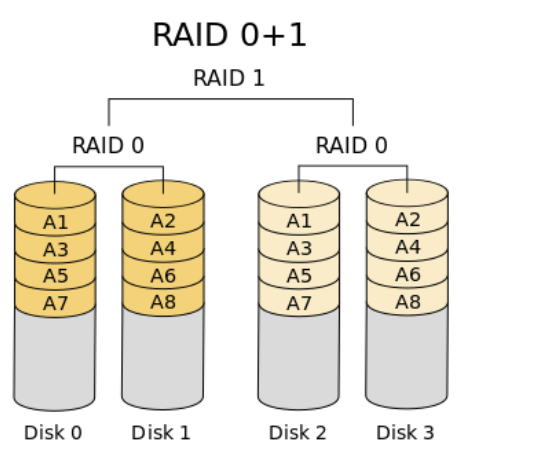 RAID 0+1
RAID 1
RAID 0 RAID 0
A1 A2 A1 A2
A3 A4 A3 A4
A5 A6 A5 A6
A7 A8 A7 A8
Disk 0 Disk 1 Disk 2 Disk 3